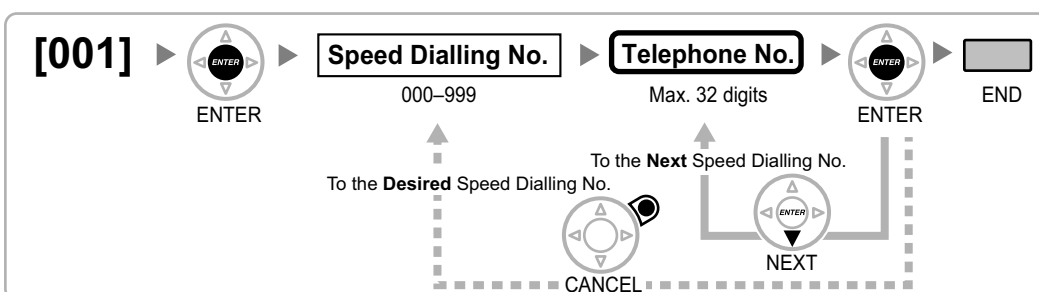 [001] ENTER Speed Dialling No. Telephone No. ENTER
000–999 Max. 32 digits END
ENTER ENTER
To the Next Speed Dialling No.
To the Desired Speed Dialling No.
ENTER
NEXT
CANCEL